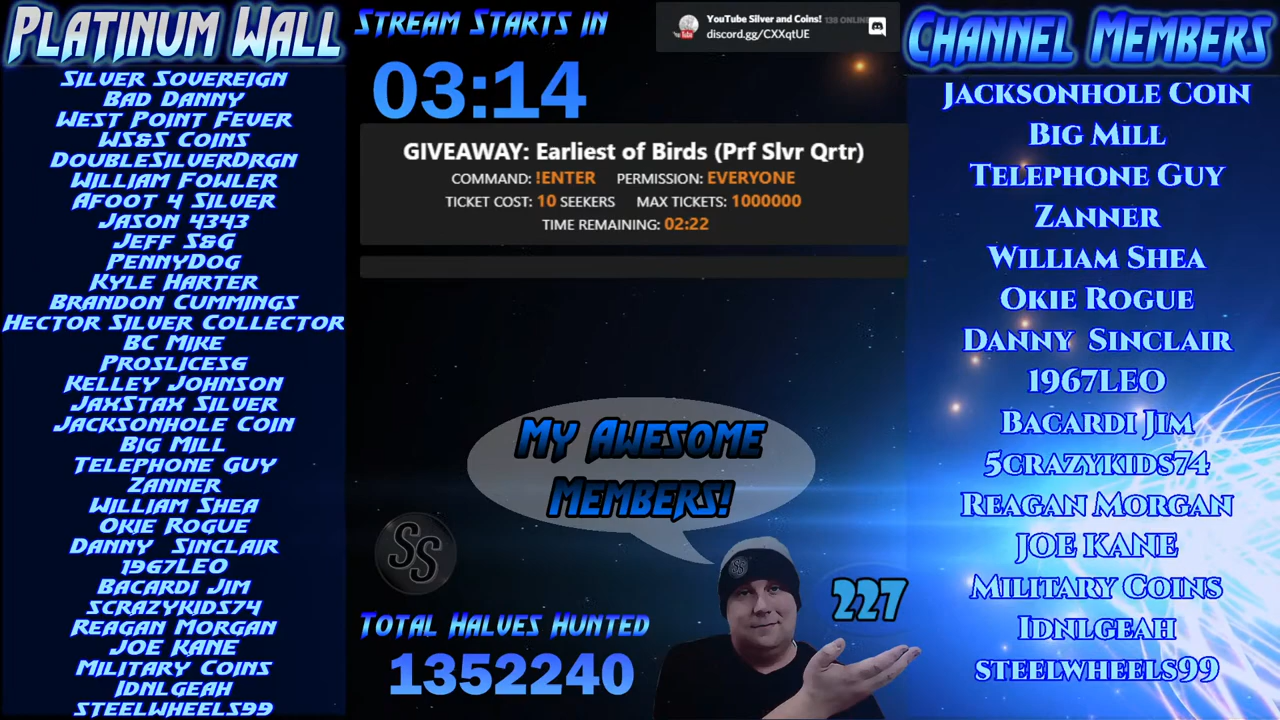 PLATINUM WALL
SILVER SOVEREIGN
BAD DANNY
WEST POINT FEVER
WS&S COINS
DOUBLESILVERDRGN
WILLIAM FOWLER
AFOOT 4 SILVER
JASON 4343
JEFF S&G
PENNYDOG
KYLE HARTER
BRANDON CUMMINGS
HECTOR SILVER COLLECTOR
BC MIKE
PROSLICE56
KELLEY JOHNSON
JAXSTAX SILVER
JACKSONHOLE COIN
BIG MILL
TELEPHONE GUY
ZANNER
WILLIAM SHEA
OKIE ROGUE
DANNY SINCLAIR
1967LEO
BACARDI JIM
5CRAZYKIDS74
REAGAN MORGAN
JOE KANE
MILITARY COINS
IDNLGEAH
STEELWHEELS99
STREAM STARTS IN
03:14
YouTube Silver and Coins! 138 ONLINE
discord.gg/CXXqtUE
GIVEAWAY: Earliest of Birds (Prf Slvr Qrtr)
COMMAND: !ENTER PERMISSION: EVERYONE
TICKET COST: 10 SEEKERS MAX TICKETS: 1000000
TIME REMAINING: 02:22
MY AWESOME
MEMBERS!
SS
SS
227
TOTAL HALVES HUNTED
1352240
CHANNEL MEMBERS
JACKSONHOLE COIN
BIG MILL
TELEPHONE GUY
ZANNER
WILLIAM SHEA
OKIE ROGUE
DANNY SINCLAIR
1967LEO
BACARDI JIM
5CRAZYKIDS74
REAGAN MORGAN
JOE KANE
MILITARY COINS
IDNLGEAH
STEELWHEELS99